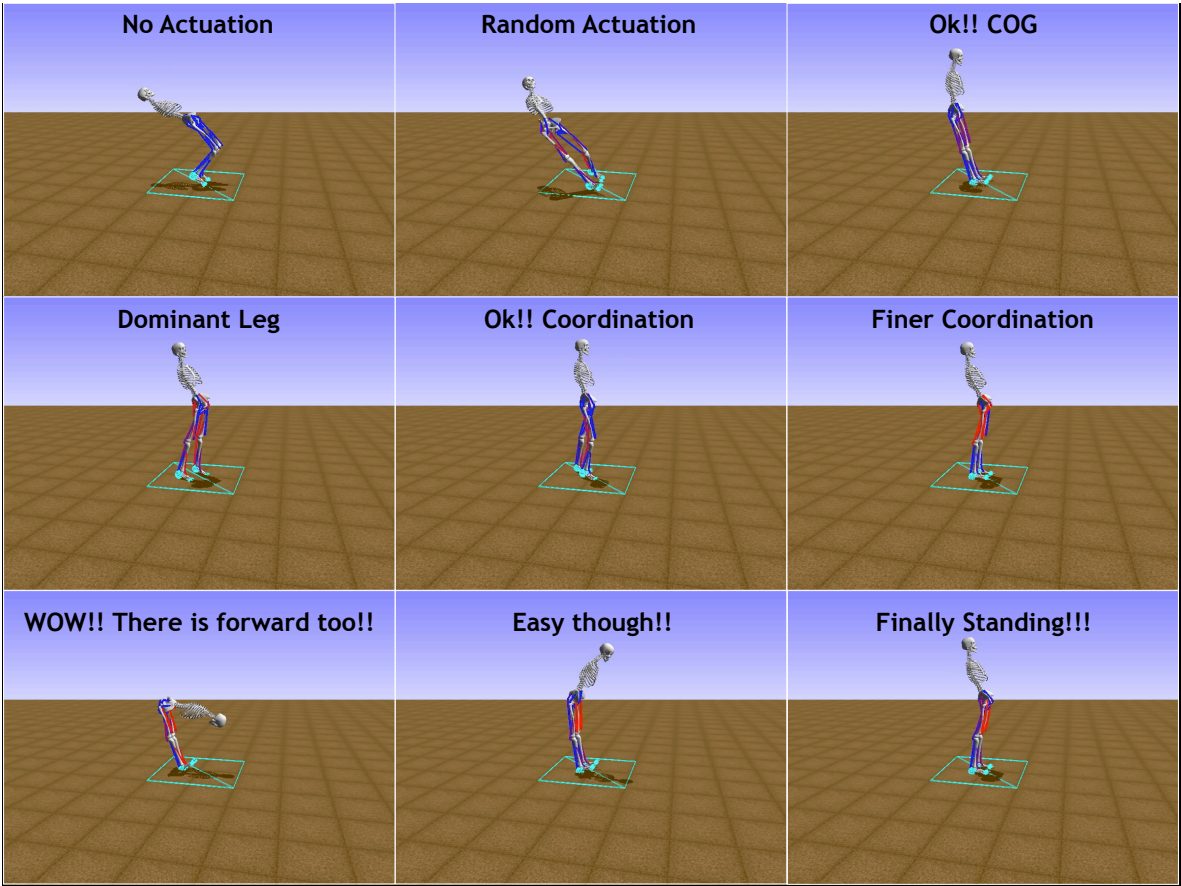 No Actuation
Random Actuation
Ok!! COG
Dominant Leg
Ok!! Coordination
Finer Coordination
WOW!! There is forward too!!
Easy though!!
Finally Standing!!!